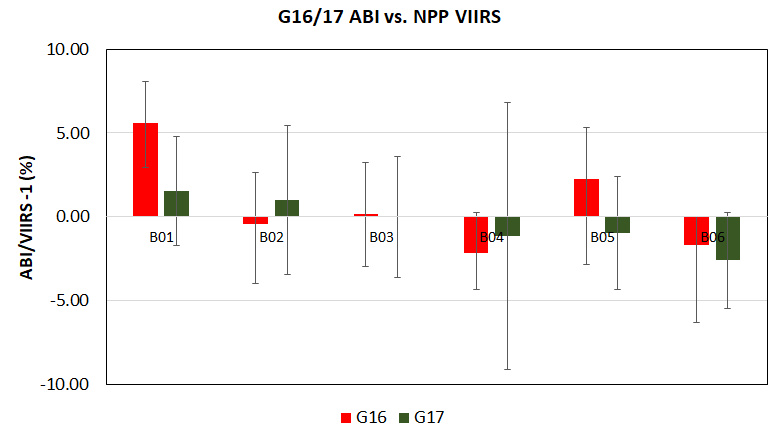 G16/17 ABI vs. NPP VIIRS
10.00
5.00
0.00
-5.00
-10.00
ABI/VIIRS -1 (%)
B01 B02 B03 B04 B05 B06
G16 G17